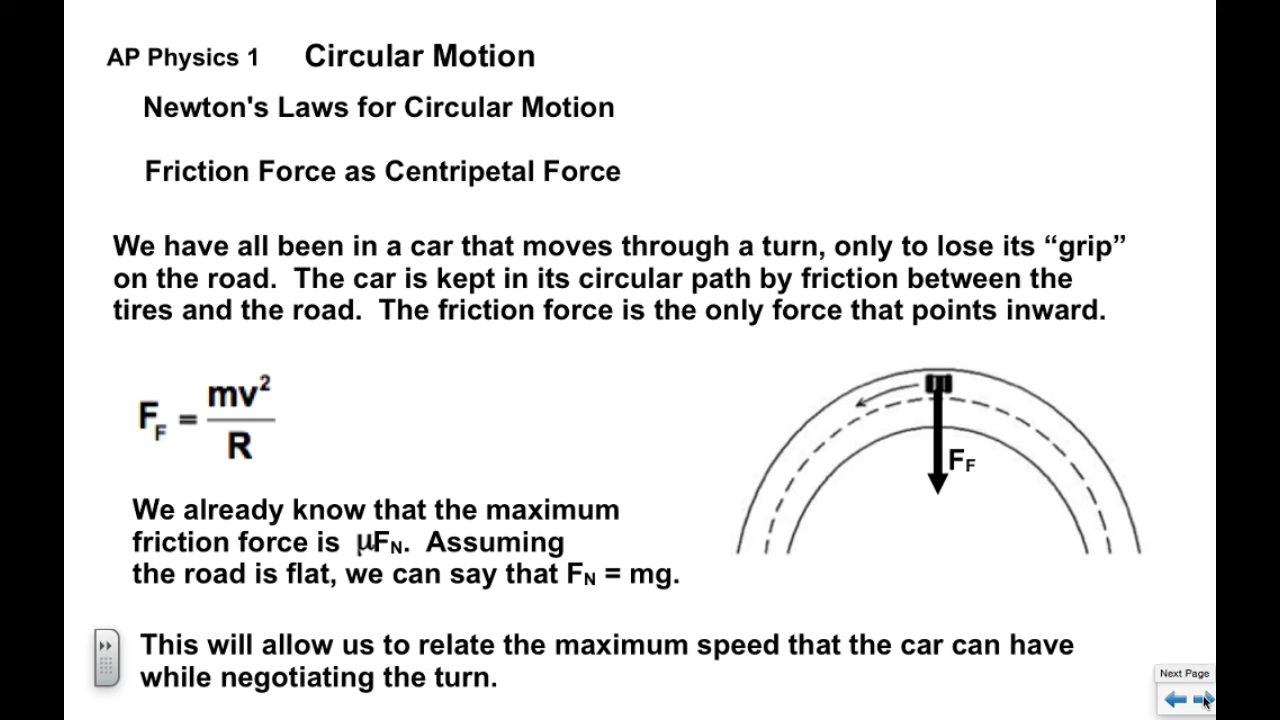 AP Physics 1 Circular Motion
Newton's Laws for Circular Motion
Friction Force as Centripetal Force
We have all been in a car that moves through a turn, only to lose its “grip”
on the road. The car is kept in its circular path by friction between the
tires and the road. The friction force is the only force that points inward.
F_F = mv²/R
F_F
We already know that the maximum
friction force is μF_N. Assuming
the road is flat, we can say that F_N = mg.
This will allow us to relate the maximum speed that the car can have
while negotiating the turn.
Next Page